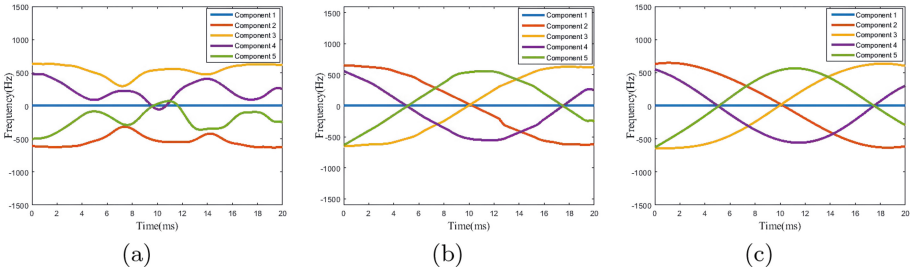 1500
1000
500
0
-500
-1000
-1500
Frequency(Hz)
0 2 4 6 8 10 12 14 16 18 20
Time(ms)
Component 1
Component 2
Component 3
Component 4
Component 5
(a)
1500
1000
500
0
-500
-1000
-1500
Frequency(Hz)
0 2 4 6 8 10 12 14 16 18 20
Time(ms)
Component 1
Component 2
Component 3
Component 4
Component 5
(b)
1500
1000
500
0
-500
-1000
-1500
Frequency(Hz)
0 2 4 6 8 10 12 14 16 18 20
Time(ms)
Component 1
Component 2
Component 3
Component 4
Component 5
(c)